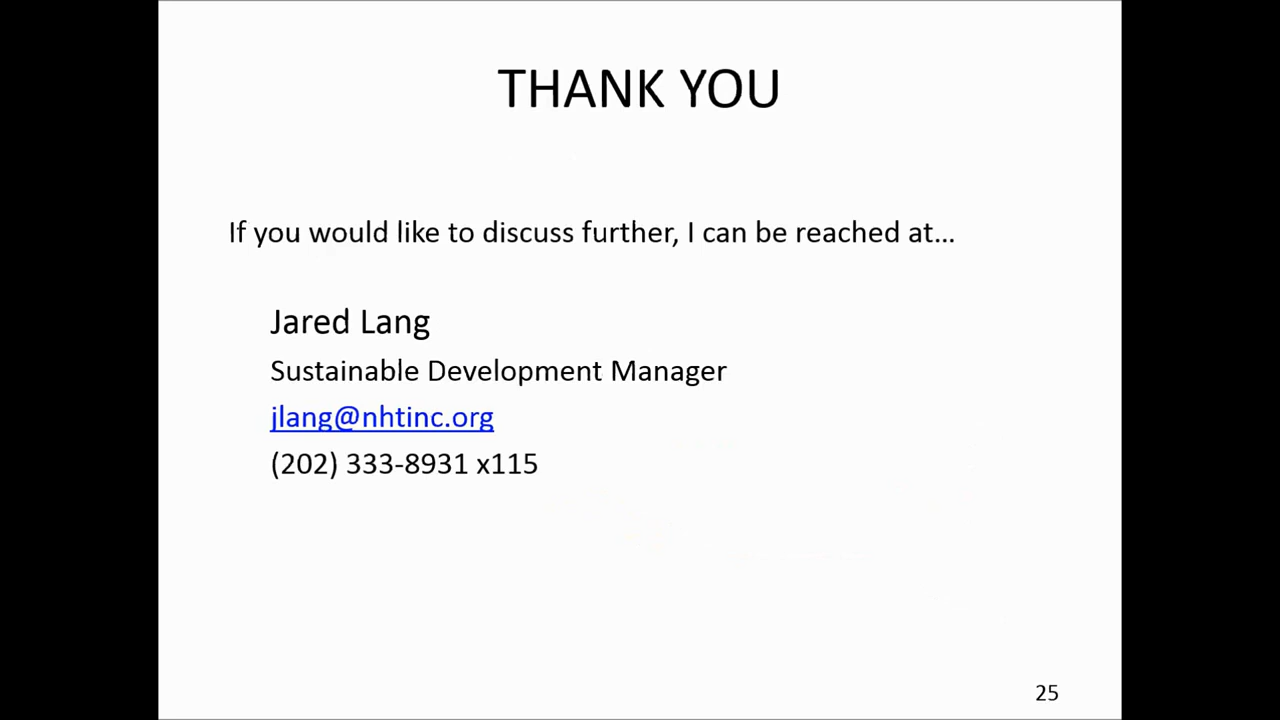 THANK YOU
If you would like to discuss further, I can be reached at...
Jared Lang
Sustainable Development Manager
jlang@nhtinc.org
(202) 333-8931 x115
25